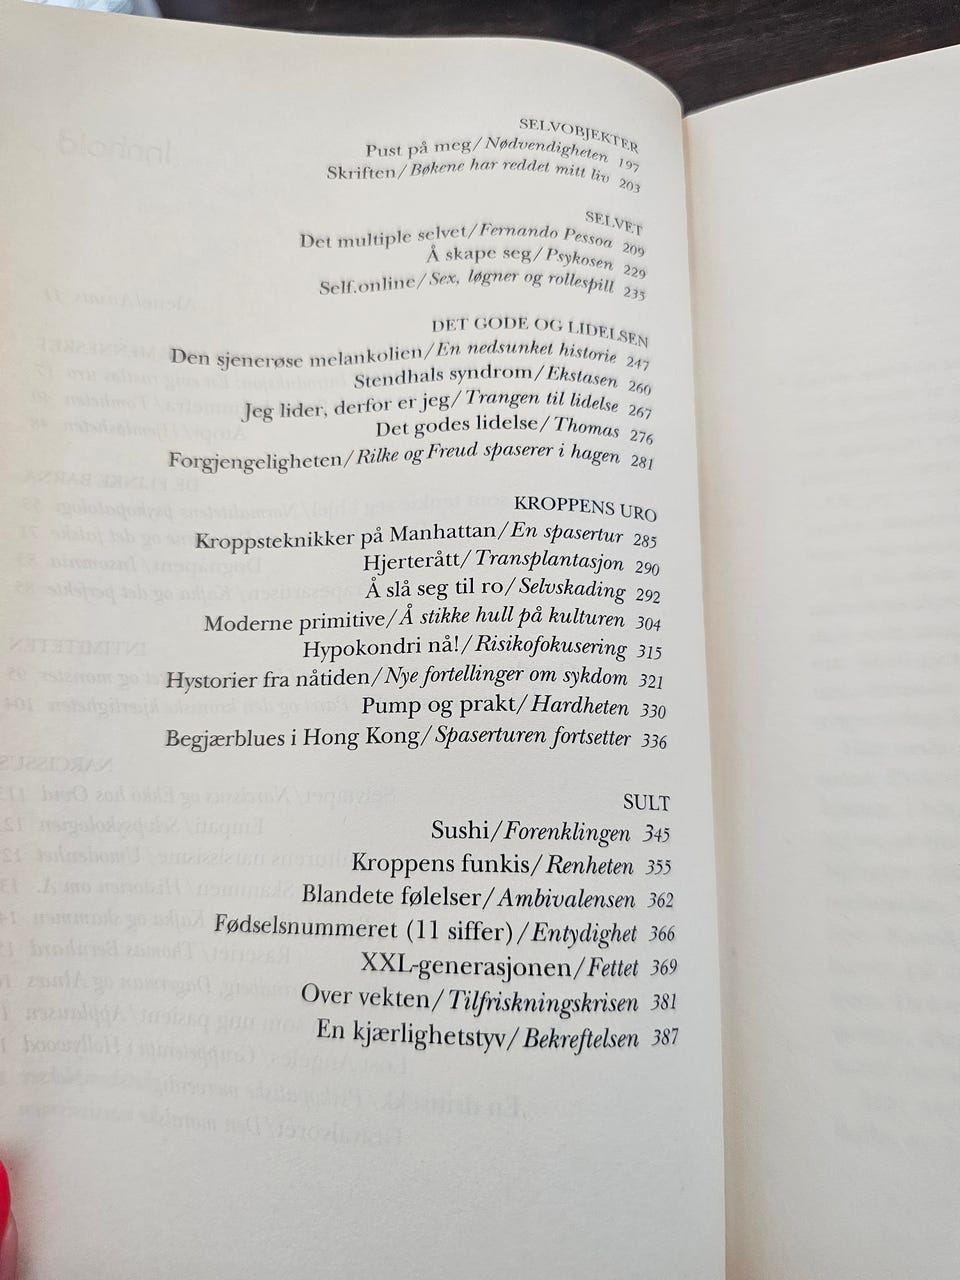 SELVOBJEKTER
Pust på meg/Nødvendigheten 197
Skriften/Bøkene har reddet mitt liv 203
SELVET
Det multiple selvet/Fernando Pessoa 209
Å skape seg/Psykosen 229
Self.online/Sex, løgner og rollespill 235
DET GODE OG LIDELSEN
Den sjenerøse melankolien/En nedsunket historie 247
Stendhals syndrom/Ekstasen 260
Jeg lider, derfor er jeg/Trangen til lidelse 267
Det godes lidelse/Thomas 276
Forgjengeligheten/Rilke og Freud spaserer i hagen 281
KROPPENS URO
Kroppsteknikker på Manhattan/En spasertur 285
Hjerterått/Transplantasjon 290
Å slå seg til ro/Selvskading 292
Moderne primitive/Å stikke hull på kulturen 304
Hypokondri nå!/Risikofokusering 315
Hystorier fra nåtiden/Nye fortellinger om sykdom 321
Pump og prakt/Hardheten 330
Begjærblues i Hong Kong/Spaserturen fortsetter 336
SULT
Sushi/Forenklingen 345
Kroppens funkis/Renheten 355
Blandete følelser/Ambivalensen 362
Fødselsnummeret (11 siffer)/Entydighet 366
XXL-generasjonen/Fettet 369
Over vekten/Tilfriskningskrisen 381
En kjærlighetstyv/Bekreftelsen 387